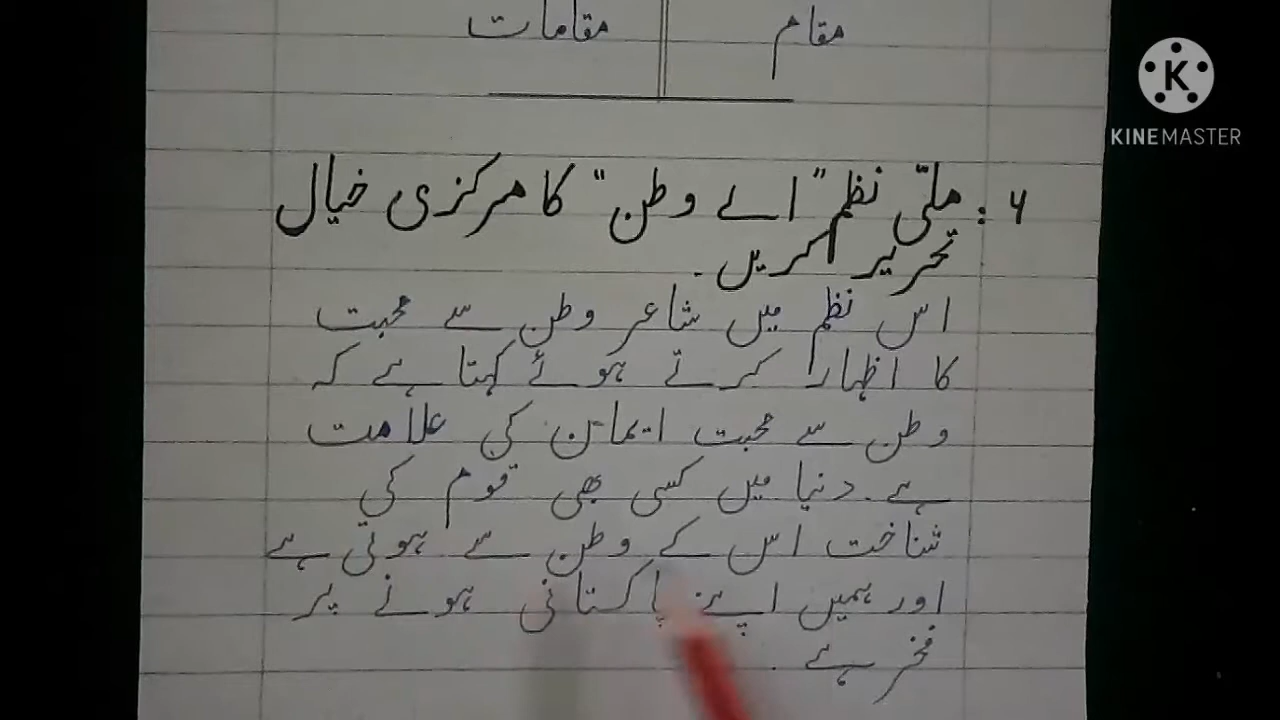 مقام مقامات
K
KINEMASTER
۶: ملّی نظم "اے وطن" کا مرکزی خیال
تحریر کریں۔
اس نظم میں شاعر وطن سے محبت
کا اظہار کرتے ہوئے کہتا ہے کہ
وطن سے محبت ایمان کی علامت
ہے۔ دنیا میں کسی بھی قوم کی
شناخت اس کے وطن سے ہوتی ہے
اور ہمیں اپنے پاکستانی ہونے پر
فخر ہے۔